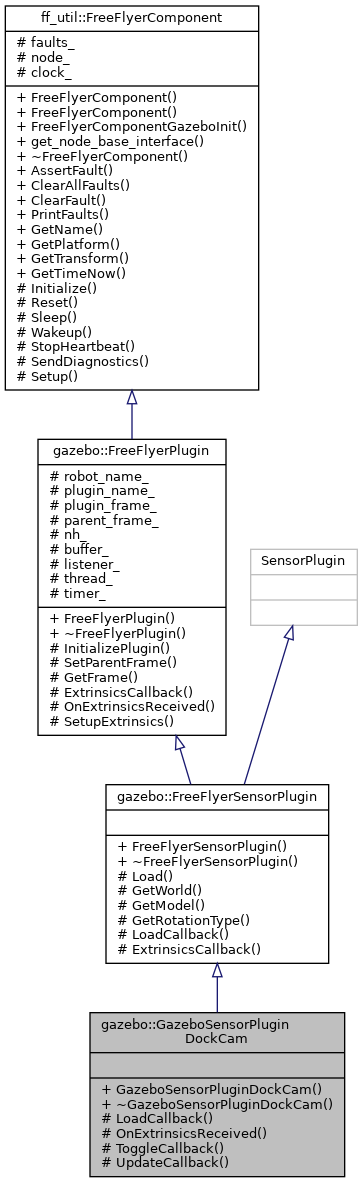 ff_util::FreeFlyerComponent
# faults_
# node_
# clock_
+ FreeFlyerComponent()
+ FreeFlyerComponent()
+ FreeFlyerComponentGazeboInit()
+ get_node_base_interface()
+ ~FreeFlyerComponent()
+ AssertFault()
+ ClearAllFaults()
+ ClearFault()
+ PrintFaults()
+ GetName()
+ GetPlatform()
+ GetTransform()
+ GetTimeNow()
# Initialize()
# Reset()
# Sleep()
# Wakeup()
# StopHeartbeat()
# SendDiagnostics()
# Setup()
gazebo::FreeFlyerPlugin
# robot_name_
# plugin_name_
# plugin_frame_
# parent_frame_
# nh_
# buffer_
# listener_
# thread_
# timer_
+ FreeFlyerPlugin()
+ ~FreeFlyerPlugin()
# InitializePlugin()
# SetParentFrame()
# GetFrame()
# ExtrinsicsCallback()
# OnExtrinsicsReceived()
# SetupExtrinsics()
SensorPlugin
gazebo::FreeFlyerSensorPlugin
+ FreeFlyerSensorPlugin()
+ ~FreeFlyerSensorPlugin()
# Load()
# GetWorld()
# GetModel()
# GetRotationType()
# LoadCallback()
# ExtrinsicsCallback()
gazebo::GazeboSensorPlugin
DockCam
+ GazeboSensorPluginDockCam()
+ ~GazeboSensorPluginDockCam()
# LoadCallback()
# OnExtrinsicsReceived()
# ToggleCallback()
# UpdateCallback()